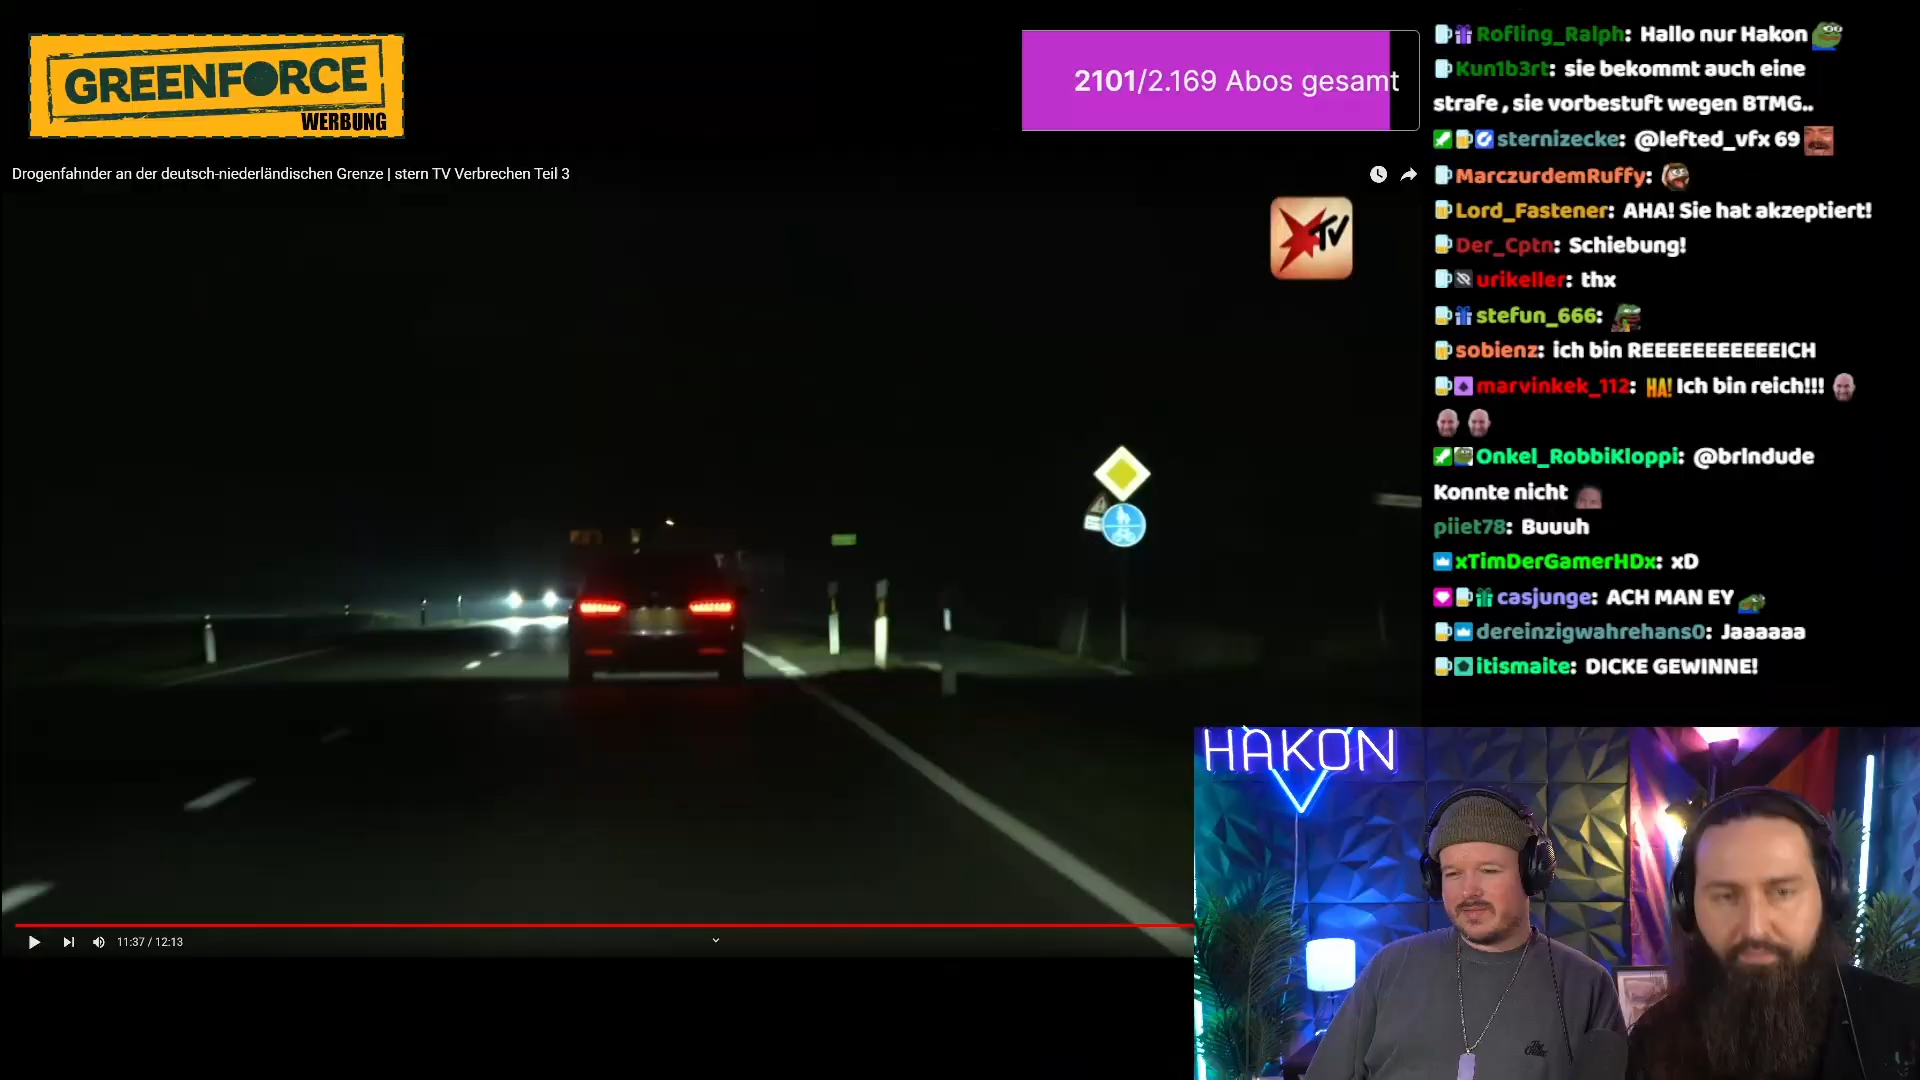 GREENFORCE
WERBUNG
2101/2.169 Abos gesamt
Drogenfahnder an der deutsch-niederländischen Grenze | stern TV Verbrechen Teil 3
TV
11:37 / 12:13
Rofling_Ralph: Hallo nur Hakon
Kun1b3rt: sie bekommt auch eine
strafe , sie vorbestuft wegen BTMG..
sternizecke: @lefted_vfx 69
MarczurdemRuffy:
Lord_Fastener: AHA! Sie hat akzeptiert!
Der_Cptn: Schiebung!
urikeller: thx
stefun_666:
sobienz: ich bin REEEEEEEEEEEICH
marvinkek_112: HA! Ich bin reich!!!
Onkel_RobbiKloppi: @br1ndude
Konnte nicht
piiet78: Buuuh
xTimDerGamerHDx: xD
casjunge: ACH MAN EY
dereinzigwahrehans0: Jaaaaaa
itismaite: DICKE GEWINNE!
HAKON